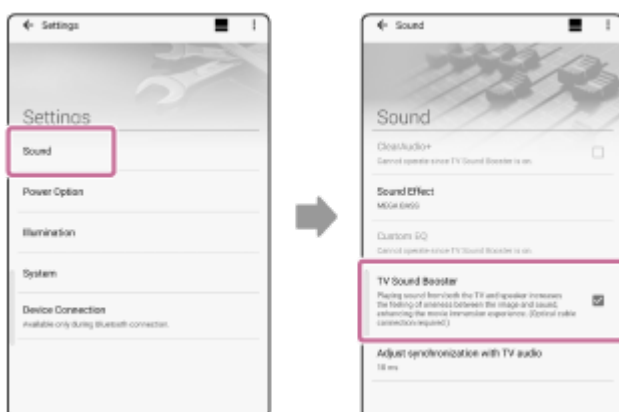 Settings
Settings
Sound
Power Option
Illumination
System
Device Connection
Available only during Bluetooth connection.
Sound
Sound
ClearAudio+
Cannot operate since TV Sound Booster is on.
Sound Effect
MEGA BASS
Custom EQ
Cannot operate since TV Sound Booster is on.
TV Sound Booster
Playing sound from both the TV and speaker increases
the feeling of oneness between the image and sound,
enhancing the movie immersion experience. (Optical cable
connection required.)
Adjust synchronization with TV audio
18 ms